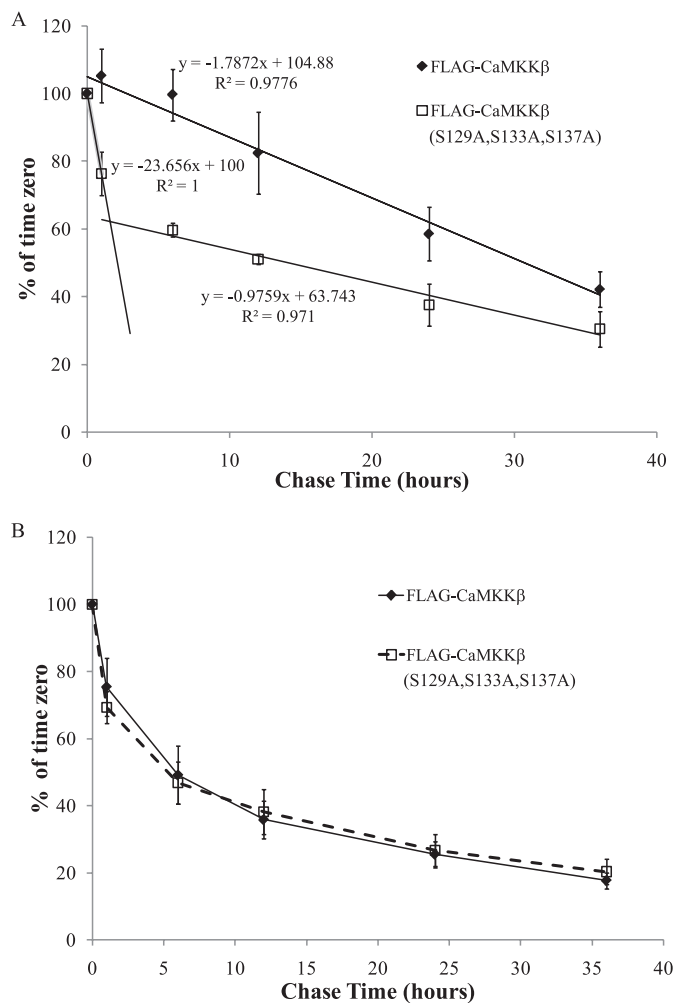 A
120
100
80
60
40
20
0
% of time zero
y = -1.7872x + 104.88
R² = 0.9776
y = -23.656x + 100
R² = 1
y = -0.9759x + 63.743
R² = 0.971
FLAG-CaMKKβ
FLAG-CaMKKβ
(S129A,S133A,S137A)
0 10 20 30 40
Chase Time (hours)
B
120
100
80
60
40
20
0
% of time zero
FLAG-CaMKKβ
FLAG-CaMKKβ
(S129A,S133A,S137A)
0 5 10 15 20 25 30 35 40
Chase Time (hours)